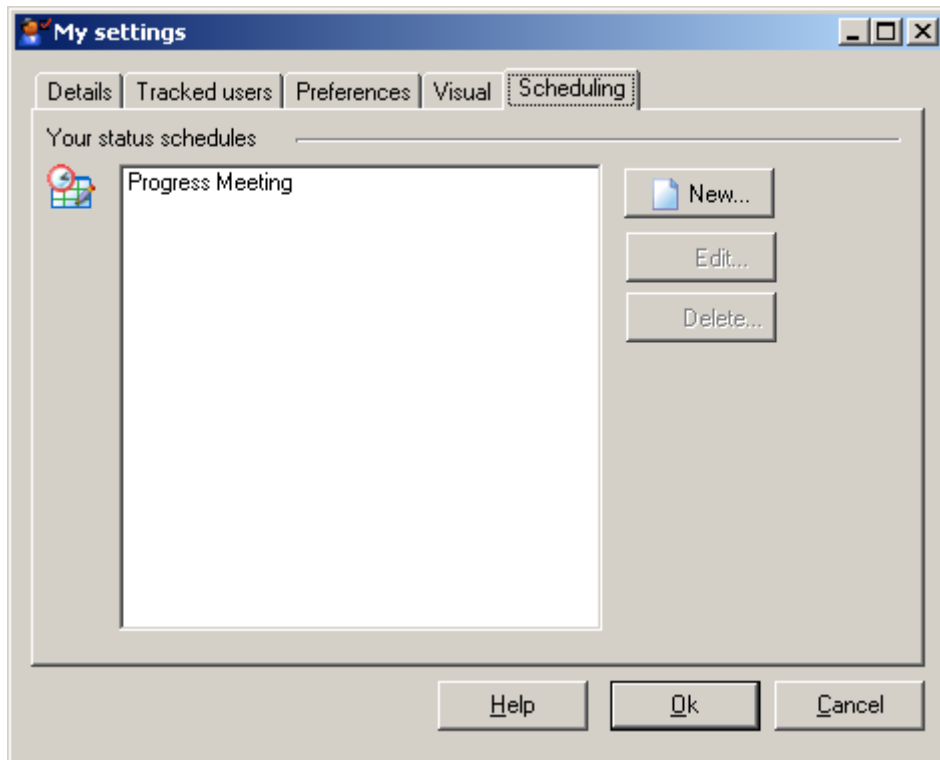 My settings
Details Tracked users Preferences Visual Scheduling
Your status schedules
Progress Meeting
New...
Edit...
Delete...
Help Ok Cancel